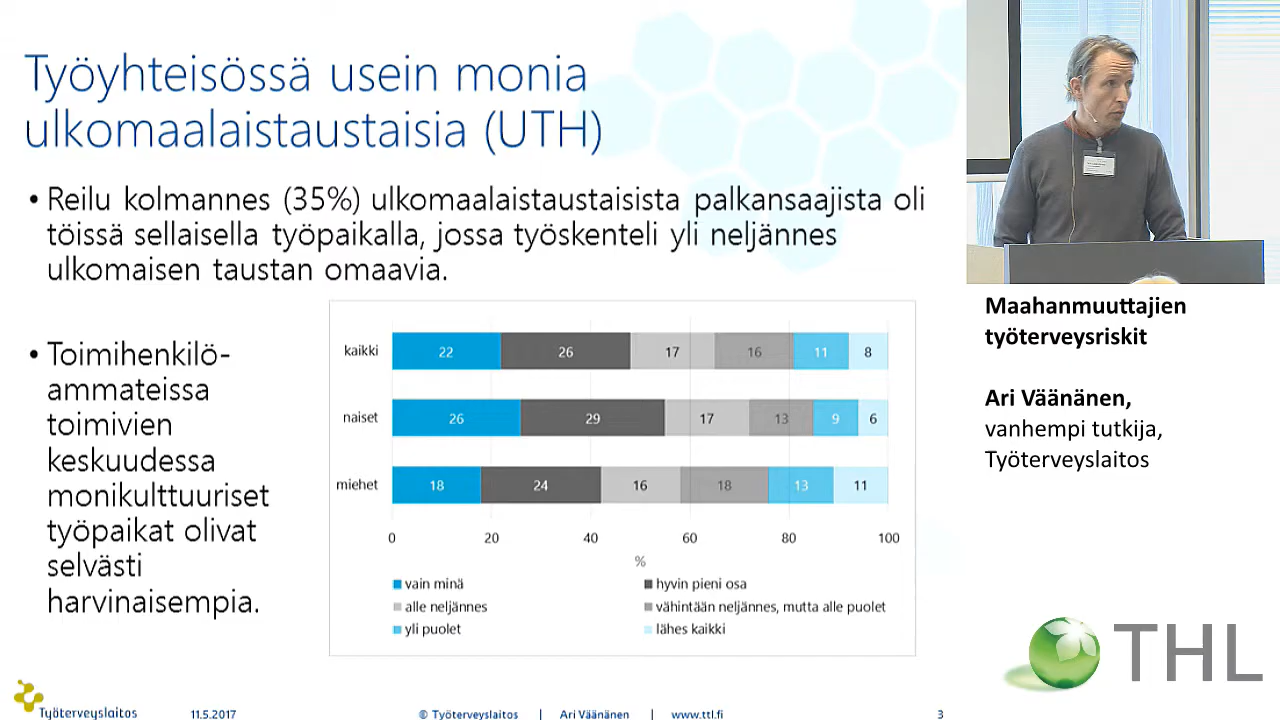 Työyhteisössä usein monia
ulkomaalaistaustaisia (UTH)
• Reilu kolmannes (35%) ulkomaalaistaustaisista palkansaajista oli
töissä sellaisella työpaikalla, jossa työskenteli yli neljännes
ulkomaisen taustan omaavia.
• Toimihenkilö-
ammateissa
toimivien
keskuudessa
monikulttuuriset
työpaikat olivat
selvästi
harvinaisempia.
kaikki 22 26 17 16 11 8
naiset 26 29 17 13 9 6
miehet 18 24 16 18 13 11
0 20 40 60 80 100
%
vain minä hyvin pieni osa
alle neljännes vähintään neljännes, mutta alle puolet
yli puolet lähes kaikki
Työterveyslaitos 11.5.2017 © Työterveyslaitos | Ari Väänänen | www.ttl.fi 3
Maahanmuuttajien
työterveysriskit
Ari Väänänen,
vanhempi tutkija,
Työterveyslaitos
THL